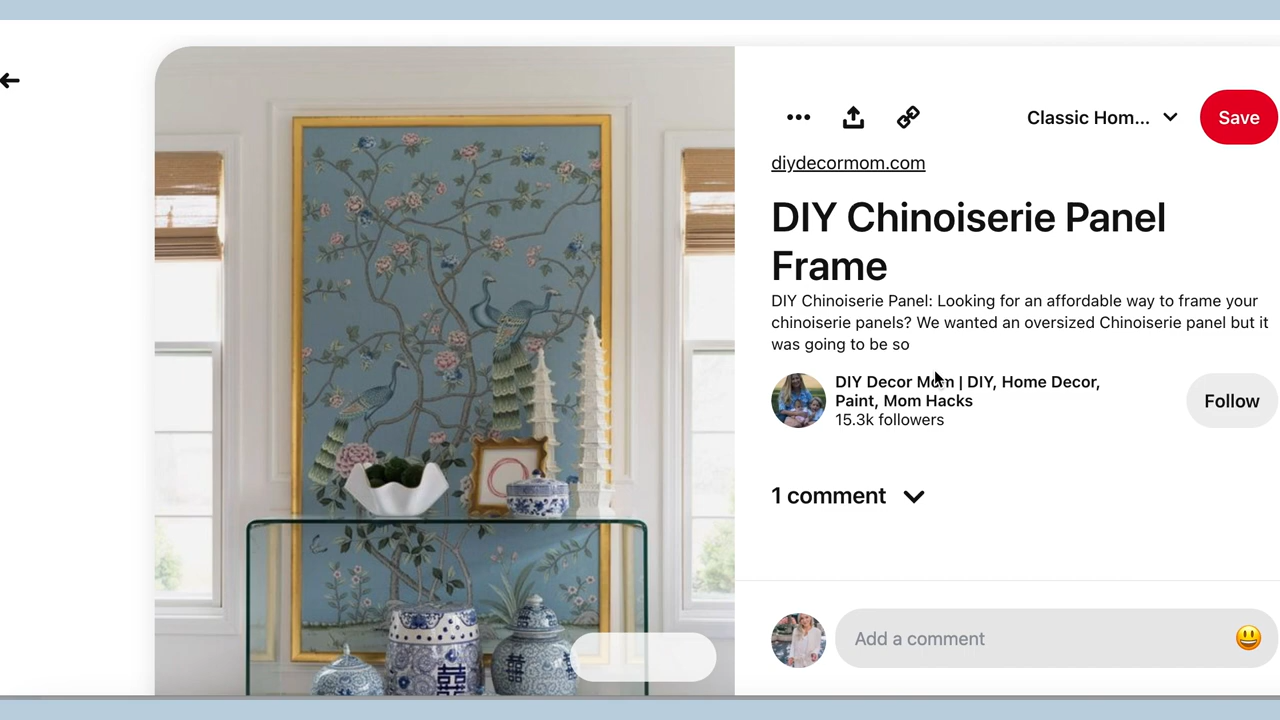 Classic Hom...
Save
diydecormom.com
DIY Chinoiserie Panel
Frame
DIY Chinoiserie Panel: Looking for an affordable way to frame your
chinoiserie panels? We wanted an oversized Chinoiserie panel but it
was going to be so
DIY Decor Mom | DIY, Home Decor,
Paint, Mom Hacks
15.3k followers
Follow
1 comment
Add a comment